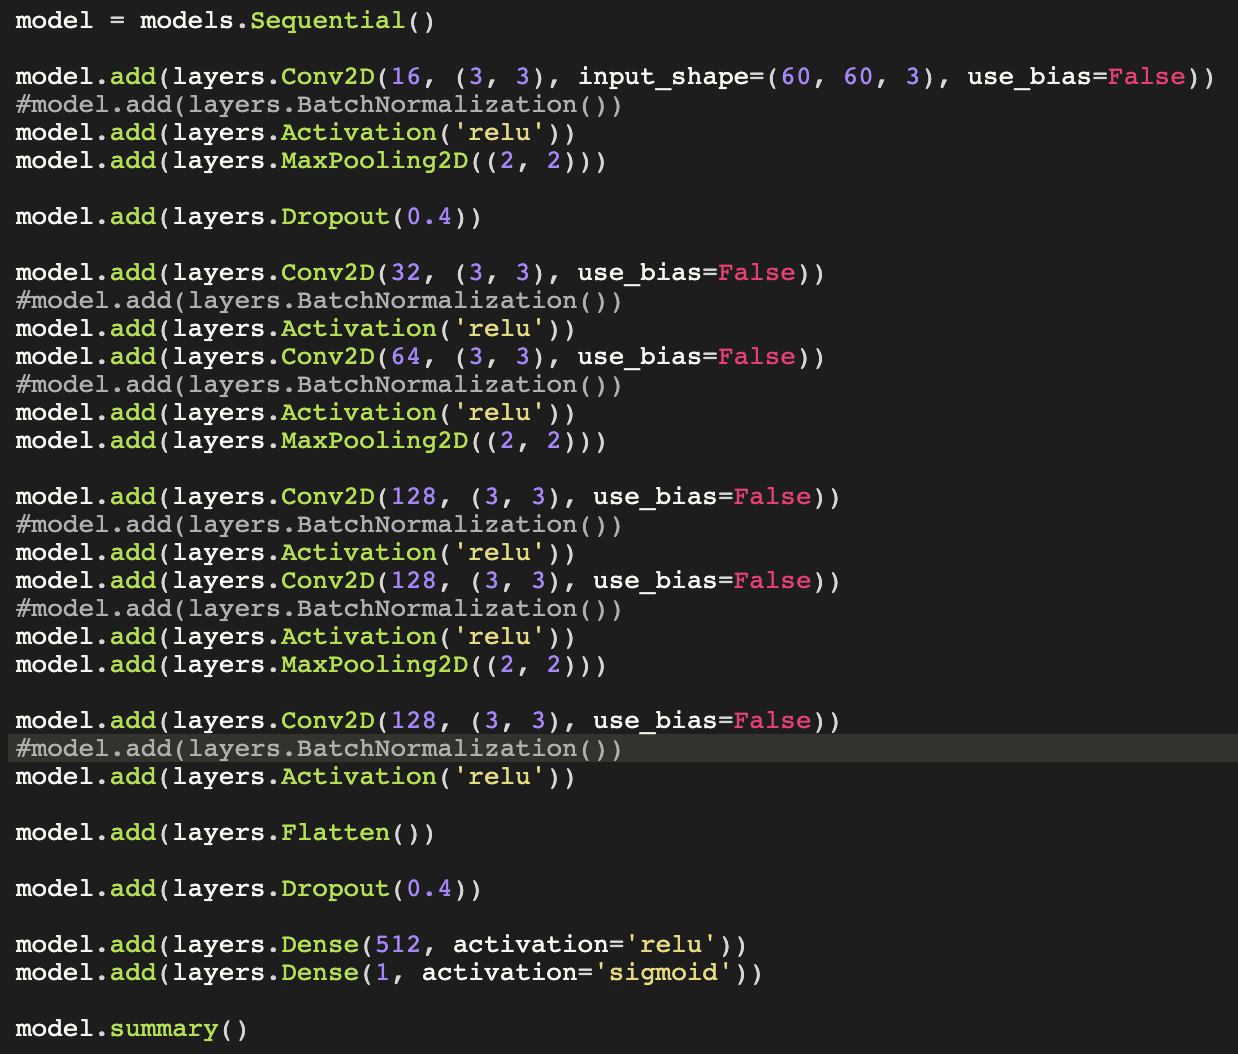 model = models.Sequential()
model.add(layers.Conv2D(16, (3, 3), input_shape=(60, 60, 3), use_bias=False))
#model.add(layers.BatchNormalization())
model.add(layers.Activation('relu'))
model.add(layers.MaxPooling2D((2, 2)))
model.add(layers.Dropout(0.4))
model.add(layers.Conv2D(32, (3, 3), use_bias=False))
#model.add(layers.BatchNormalization())
model.add(layers.Activation('relu'))
model.add(layers.Conv2D(64, (3, 3), use_bias=False))
#model.add(layers.BatchNormalization())
model.add(layers.Activation('relu'))
model.add(layers.MaxPooling2D((2, 2)))
model.add(layers.Conv2D(128, (3, 3), use_bias=False))
#model.add(layers.BatchNormalization())
model.add(layers.Activation('relu'))
model.add(layers.Conv2D(128, (3, 3), use_bias=False))
#model.add(layers.BatchNormalization())
model.add(layers.Activation('relu'))
model.add(layers.MaxPooling2D((2, 2)))
model.add(layers.Conv2D(128, (3, 3), use_bias=False))
#model.add(layers.BatchNormalization())
model.add(layers.Activation('relu'))
model.add(layers.Flatten())
model.add(layers.Dropout(0.4))
model.add(layers.Dense(512, activation='relu'))
model.add(layers.Dense(1, activation='sigmoid'))
model.summary()